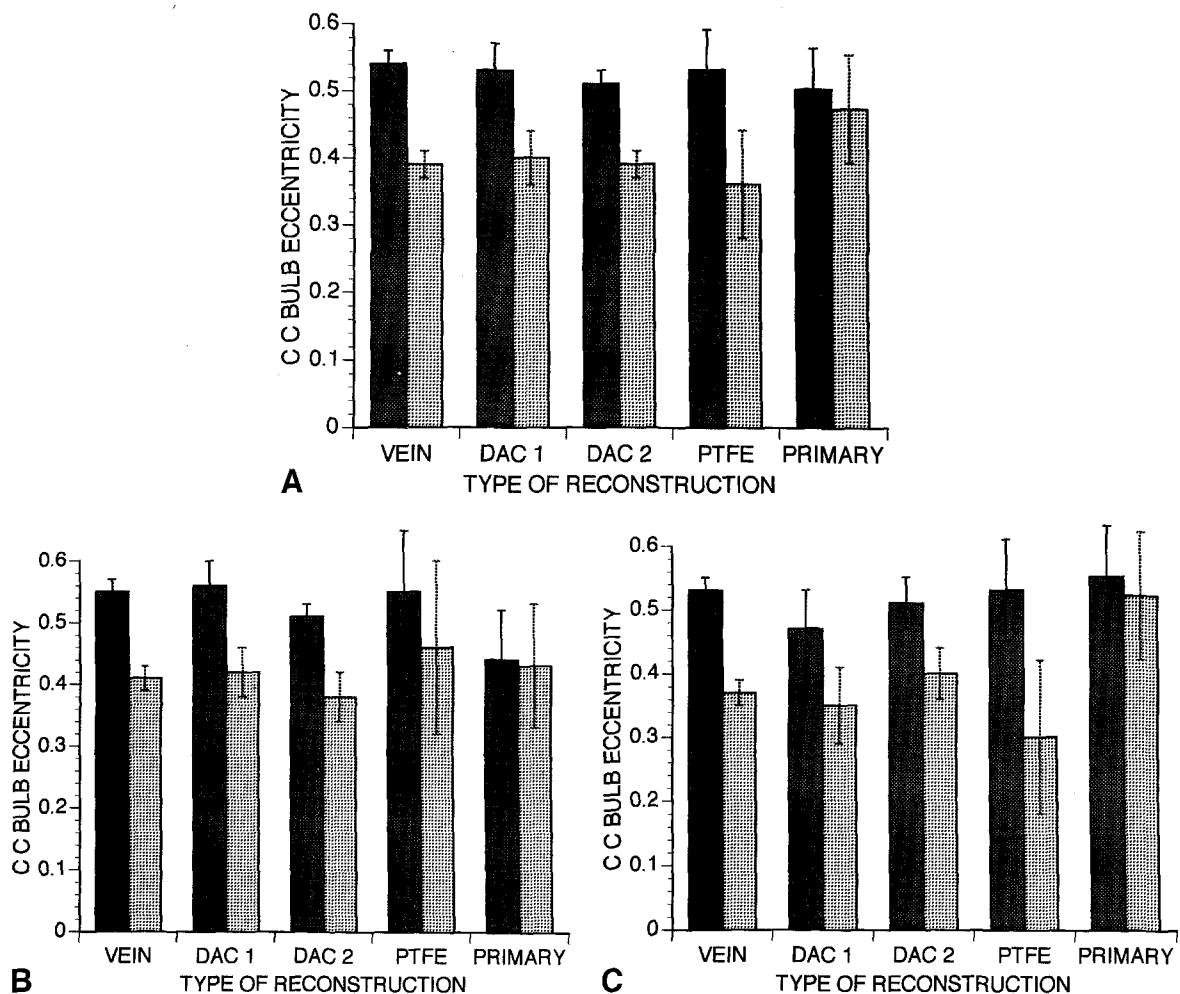 0.6
0.5
0.4
0.3
0.2
0.1
0
C C BULB ECCENTRICITY
VEIN DAC 1 DAC 2 PTFE PRIMARY
TYPE OF RECONSTRUCTION
A
0.6
0.5
0.4
0.3
0.2
0.1
0
C C BULB ECCENTRICITY
VEIN DAC 1 DAC 2 PTFE PRIMARY
TYPE OF RECONSTRUCTION
B
0.6
0.5
0.4
0.3
0.2
0.1
0
C C BULB ECCENTRICITY
VEIN DAC 1 DAC 2 PTFE PRIMARY
TYPE OF RECONSTRUCTION
C